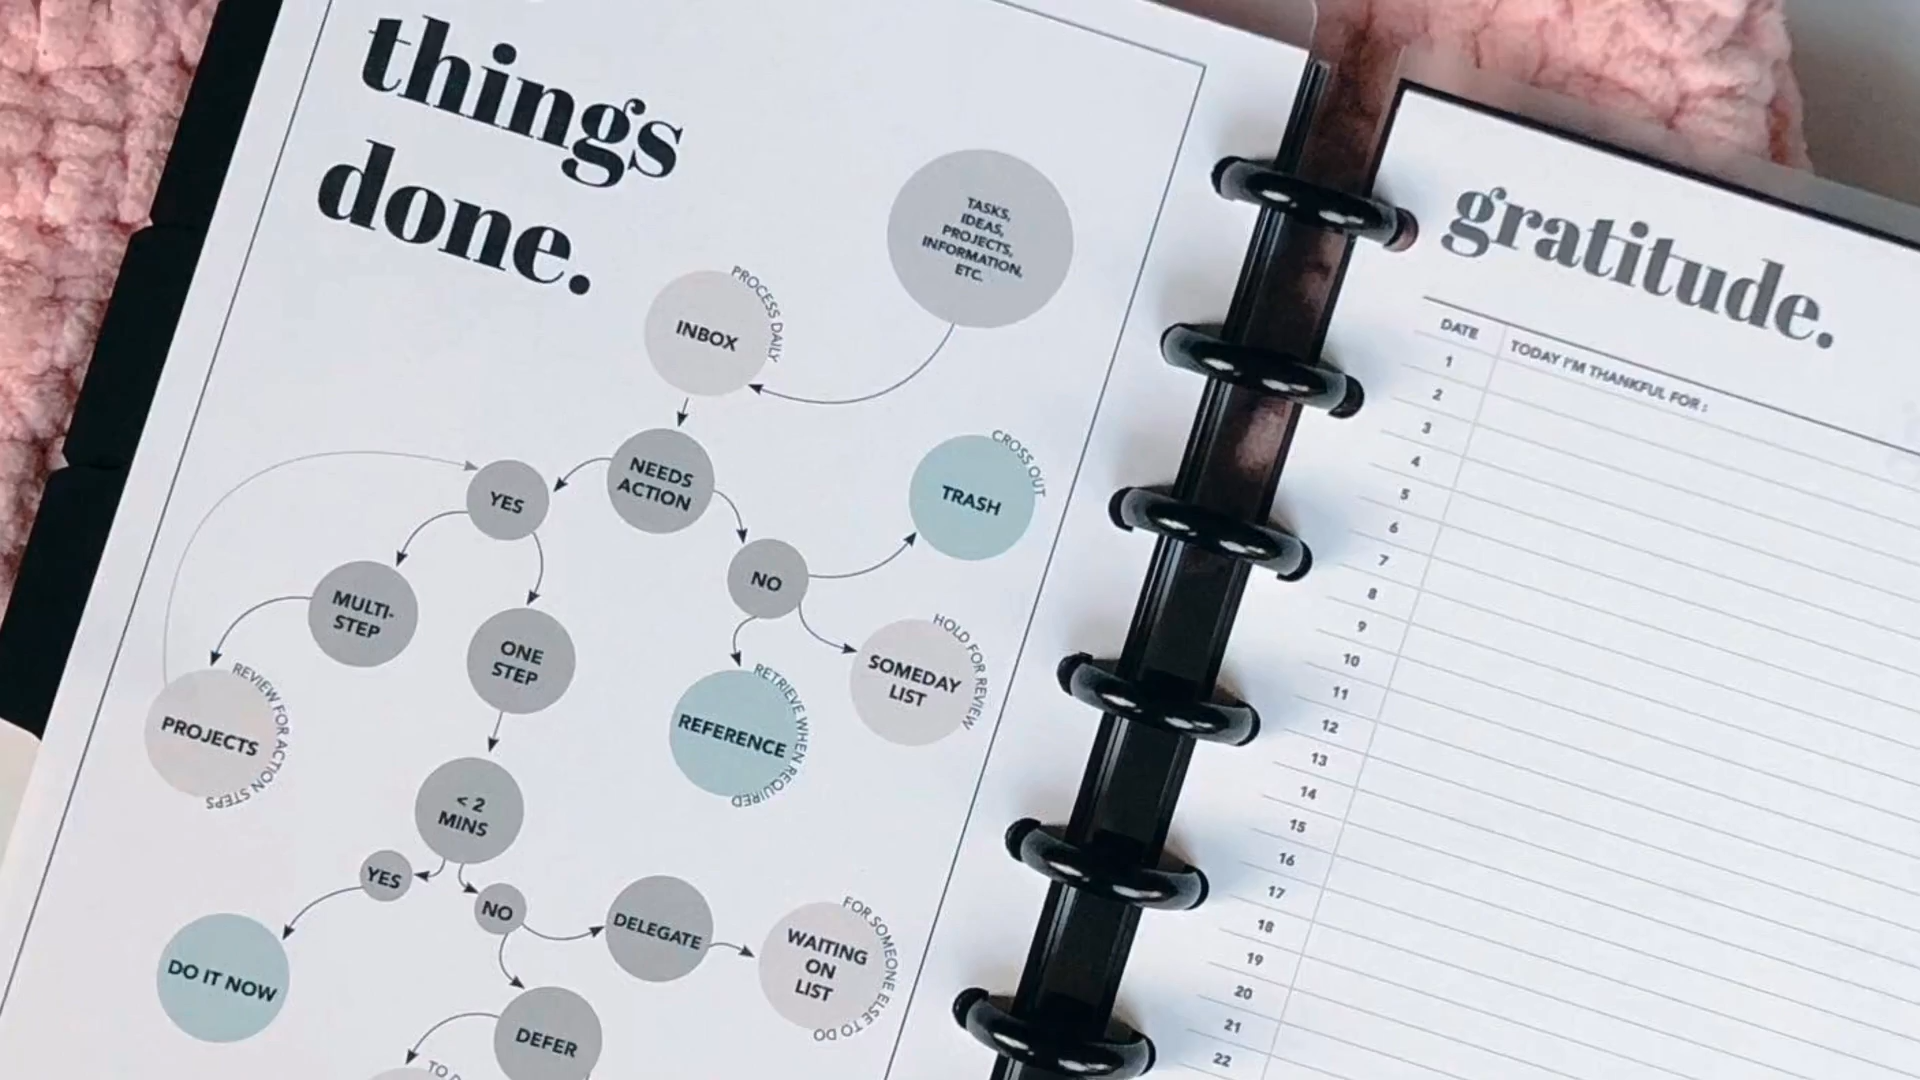 things
done.
TASKS,
IDEAS,
PROJECTS,
INFORMATION,
ETC.
INBOX
PROCESS DAILY
NEEDS
ACTION
YES
NO
TRASH
CROSS OUT
MULTI-
STEP
ONE
STEP
SOMEDAY
LIST
HOLD FOR REVIEW
REFERENCE
RETRIEVE WHEN REQUIRED
PROJECTS
REVIEW FOR ACTION STEPS
< 2
MINS
YES
NO
DO IT NOW
DELEGATE
WAITING
ON
LIST
FOR SOMEONE ELSE TO DO
DEFER
TO
gratitude.
DATE
TODAY I'M THANKFUL FOR :
1
2
3
4
5
6
7
8
9
10
11
12
13
14
15
16
17
18
19
20
21
22